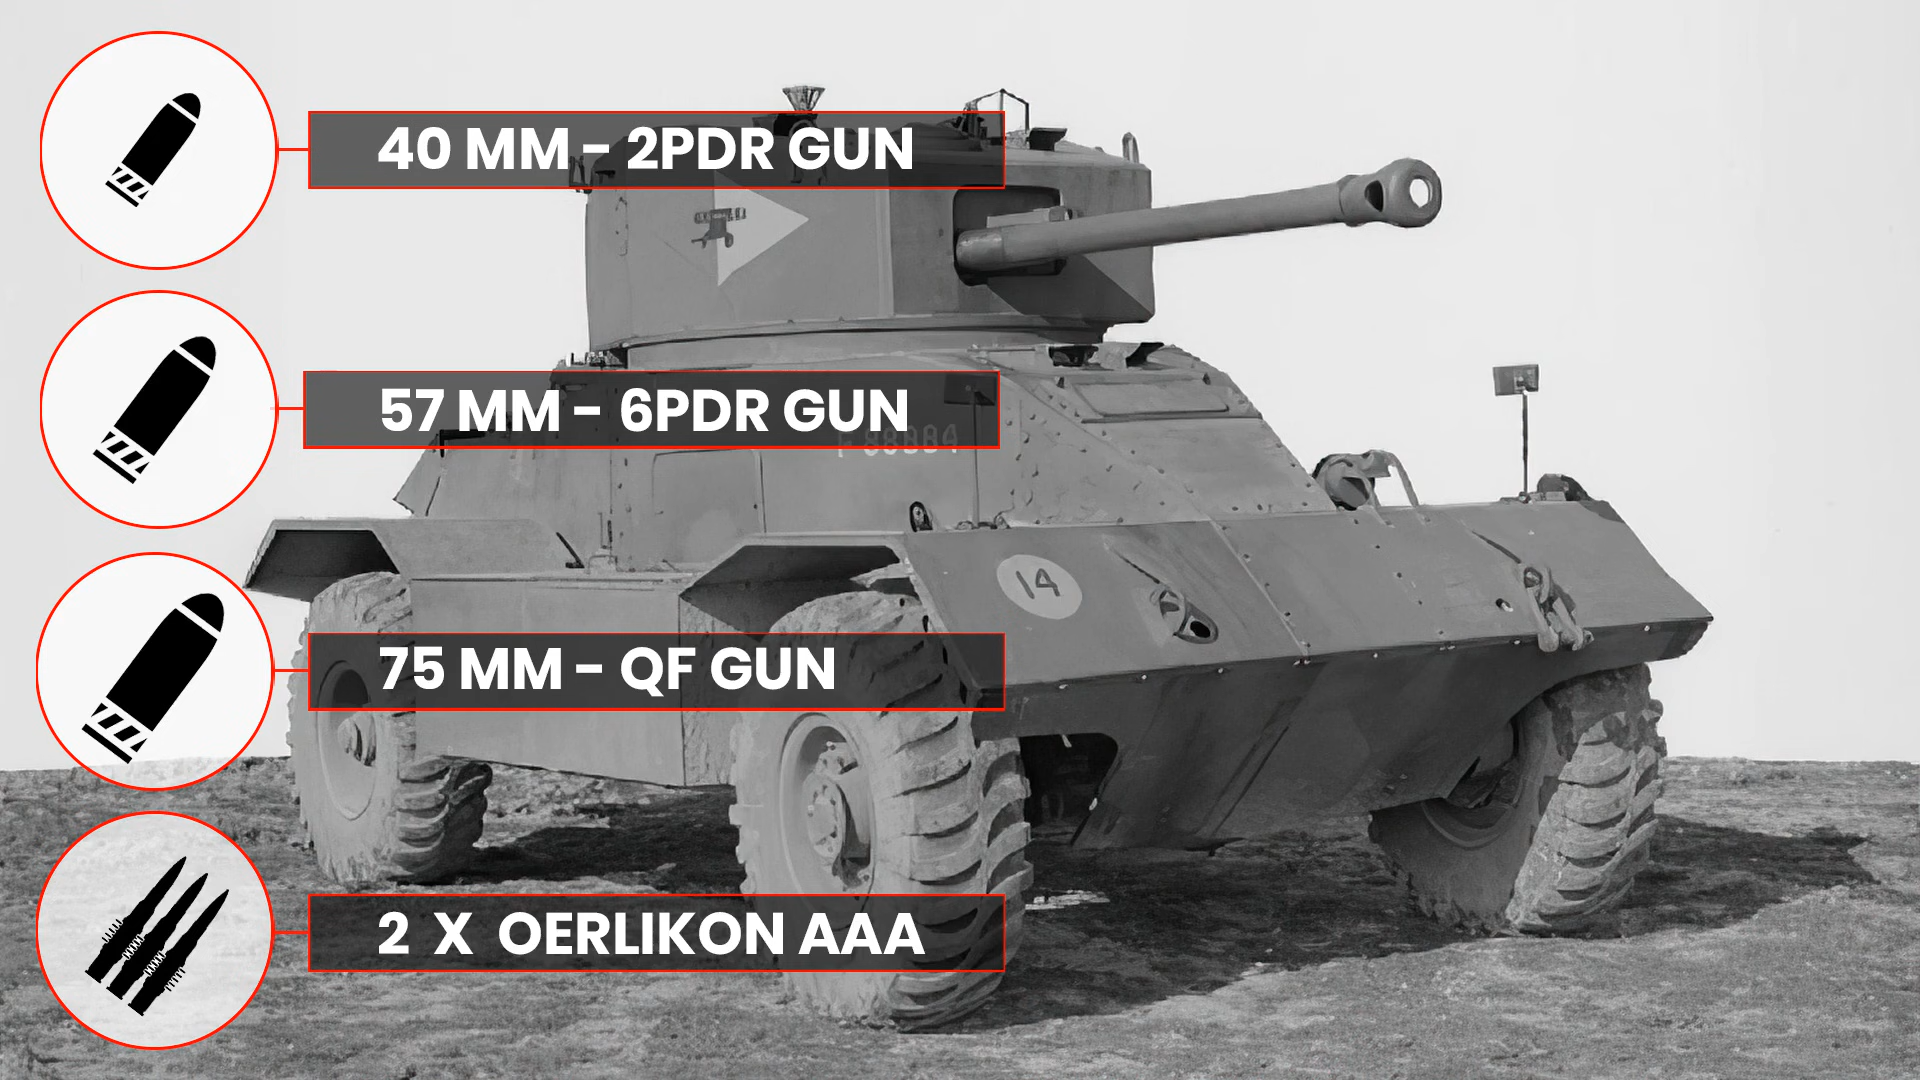 40 MM - 2PDR GUN
57 MM - 6PDR GUN
75 MM - QF GUN
2 X OERLIKON AAA
14